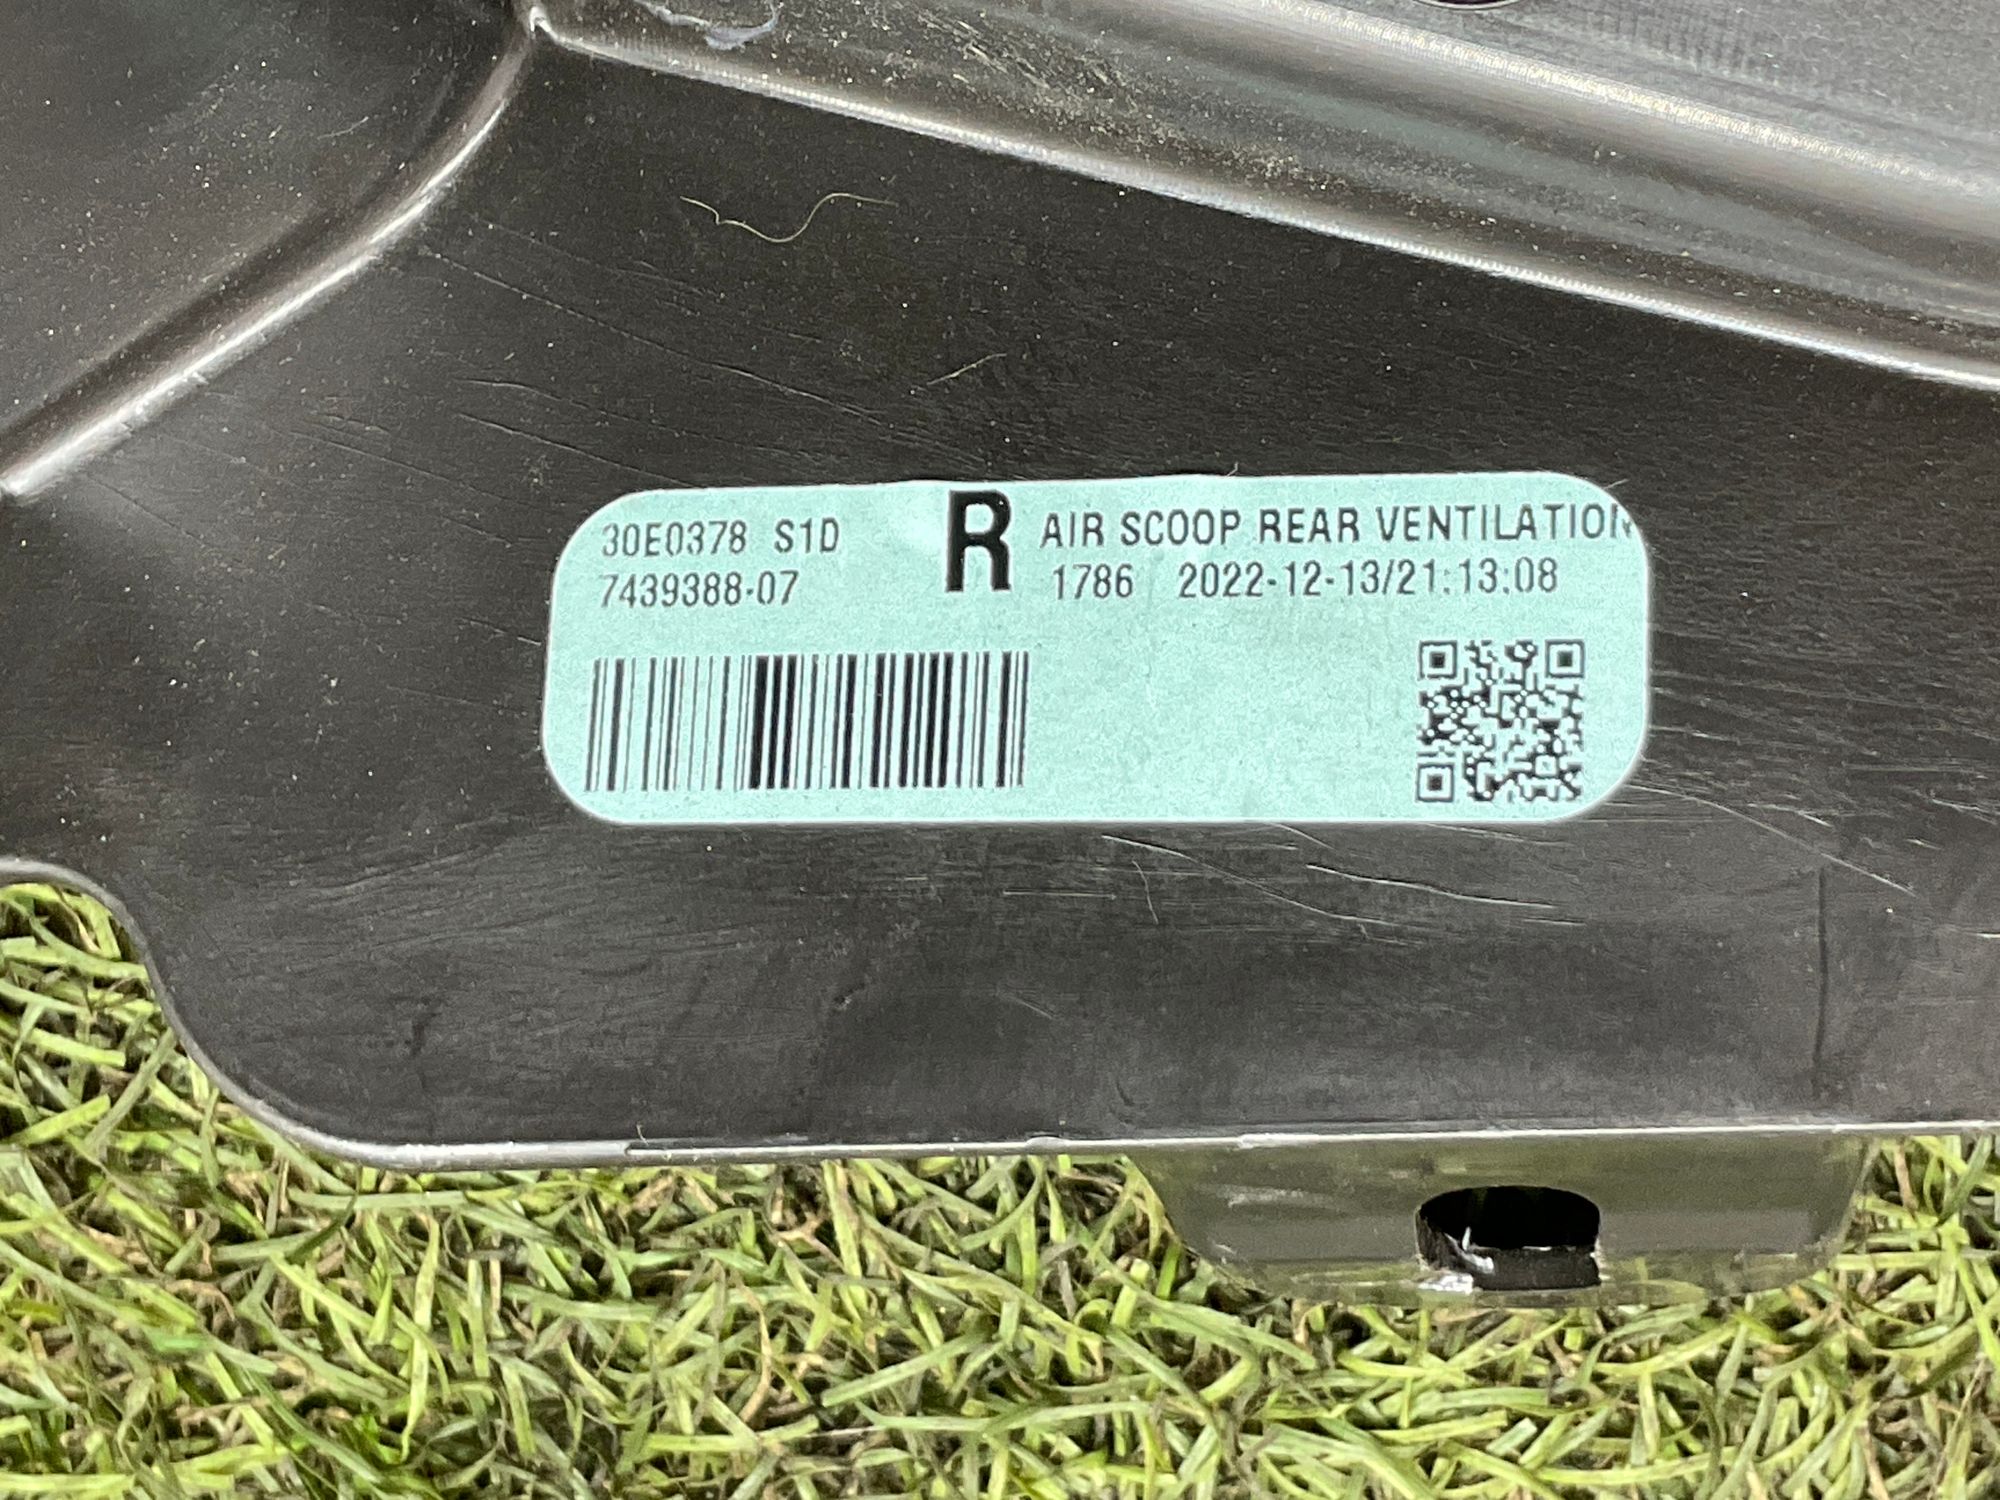 30E0378 S1D R AIR SCOOP REAR VENTILATION
7439388-07 1786 2022-12-13/21:13:08